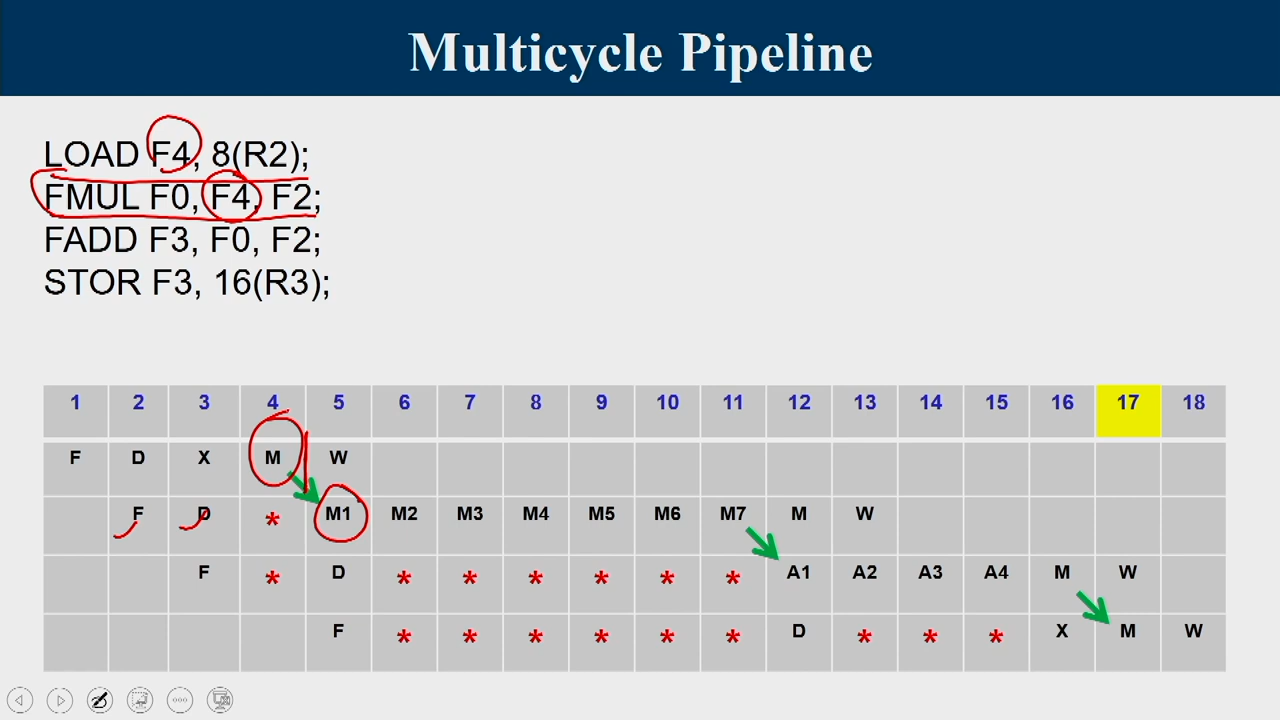 Multicycle Pipeline
LOAD F4, 8(R2);
FMUL F0, F4, F2;
FADD F3, F0, F2;
STOR F3, 16(R3);
1 2 3 4 5 6 7 8 9 10 11 12 13 14 15 16 17 18
F D X M W
F D * M1 M2 M3 M4 M5 M6 M7 M W
F * D * * * * * * A1 A2 A3 A4 M W
F * * * * * * D * * * X M W